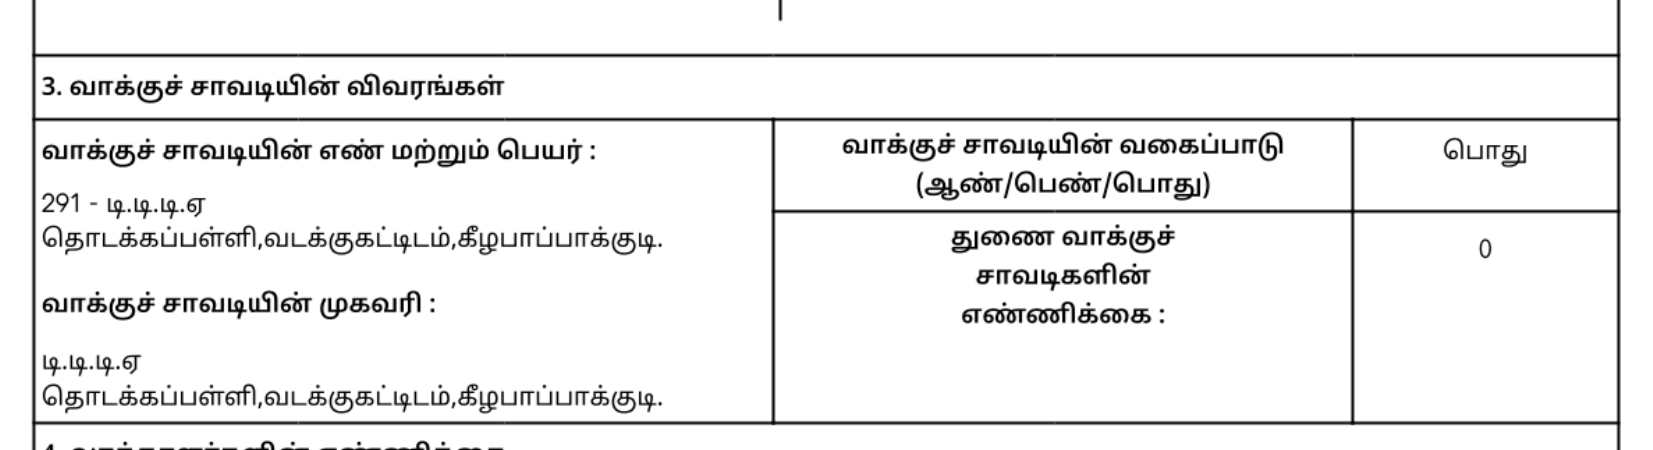 3. வாக்குச் சாவடியின் விவரங்கள்
வாக்குச் சாவடியின் எண் மற்றும் பெயர் :
291 - டி.டி.டி.ஏ
தொடக்கப்பள்ளி,வடக்குகட்டிடம்,கீழபாப்பாக்குடி.
வாக்குச் சாவடியின் முகவரி :
டி.டி.டி.ஏ
தொடக்கப்பள்ளி,வடக்குகட்டிடம்,கீழபாப்பாக்குடி.
வாக்குச் சாவடியின் வகைப்பாடு
(ஆண்/பெண்/பொது)
பொது
துணை வாக்குச்
சாவடிகளின்
எண்ணிக்கை :
0